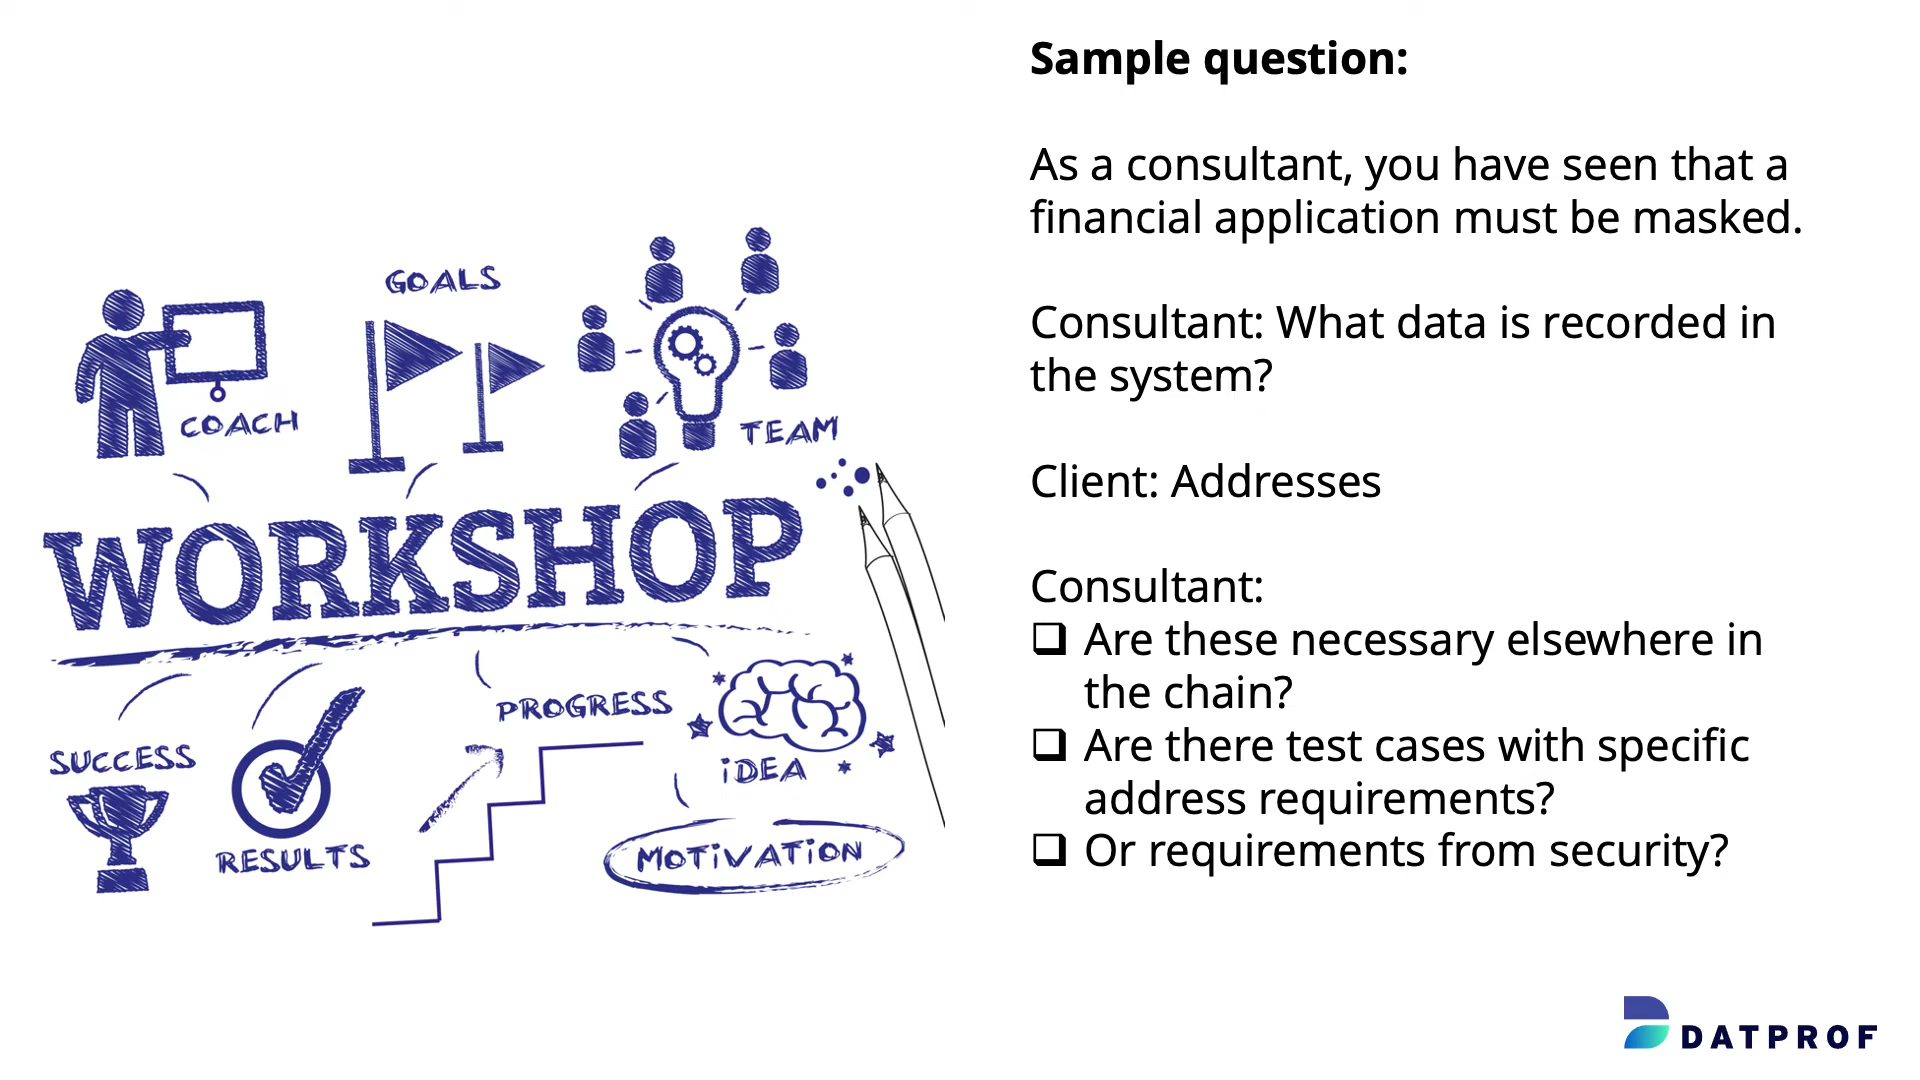 GOALS
COACH
TEAM
WORKSHOP
PROGRESS
SUCCESS
iDEA
RESULTS
MOTiVATiON
Sample question:
As a consultant, you have seen that a
financial application must be masked.
Consultant: What data is recorded in
the system?
Client: Addresses
Consultant:
❑ Are these necessary elsewhere in
the chain?
❑ Are there test cases with specific
address requirements?
❑ Or requirements from security?
DATPROF